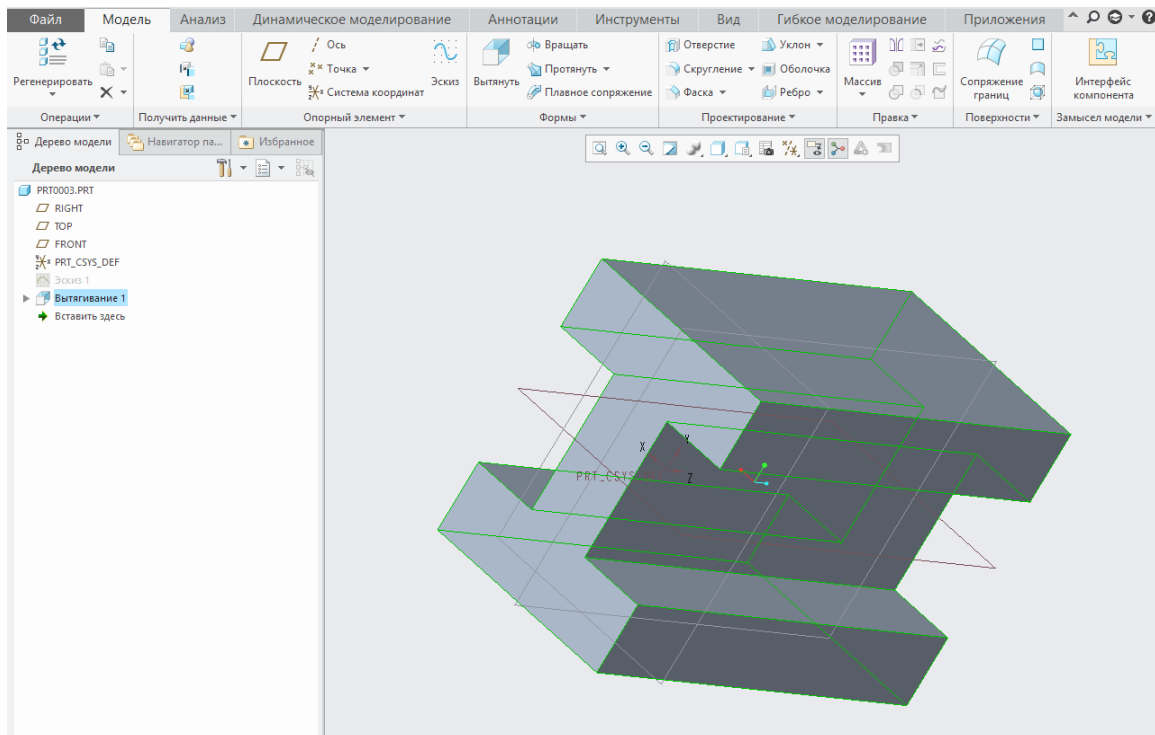 Файл Модель Анализ Динамическое моделирование Аннотации Инструменты Вид Гибкое моделирование Приложения
Регенерировать
Операции
Получить данные
Плоскость
Ось
Точка
Система координат
Эскиз
Опорный элемент
Вытянуть
Вращать
Протянуть
Плавное сопряжение
Формы
Отверстие
Скругление
Фаска
Уклон
Оболочка
Ребро
Проектирование
Массив
Правка
Сопряжение
границ
Поверхности
Интерфейс
компонента
Замысел модели
Дерево модели Навигатор па... Избранное
Дерево модели
PRT0003.PRT
RIGHT
TOP
FRONT
PRT_CSYS_DEF
Эскиз 1
Вытягивание 1
Вставить здесь
X
Y
Z
PRT_CSYS